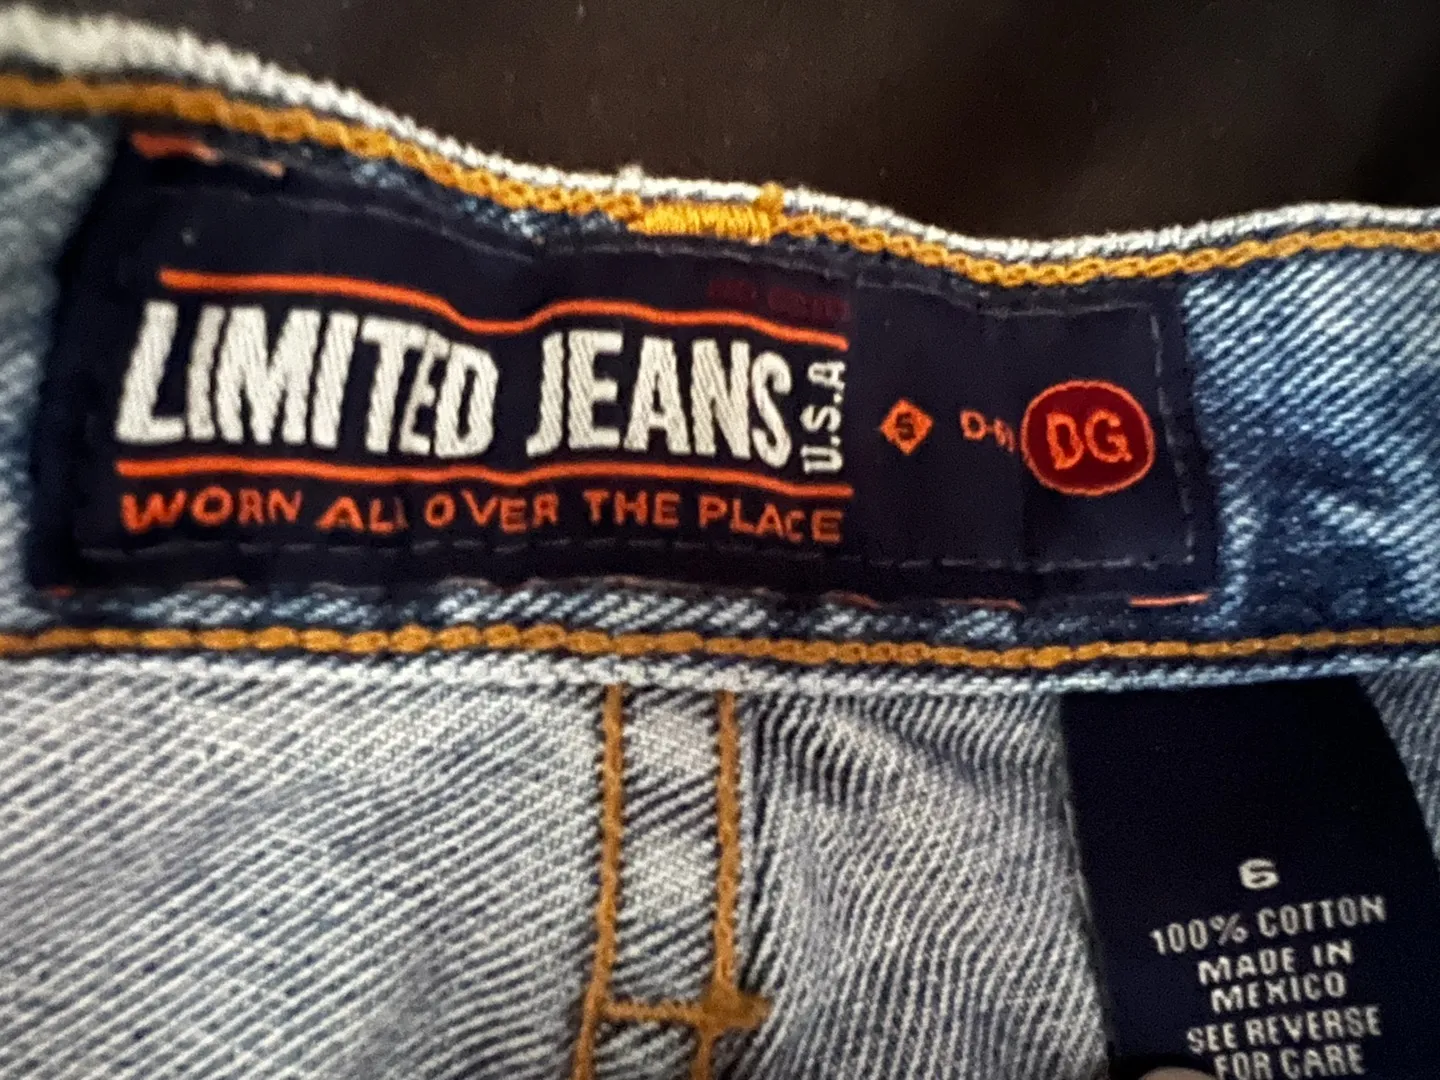 LIMITED JEANS
U.S.A
WORN ALL OVER THE PLACE
DG
6
100% COTTON
MADE IN
MEXICO
SEE REVERSE
FOR CARE